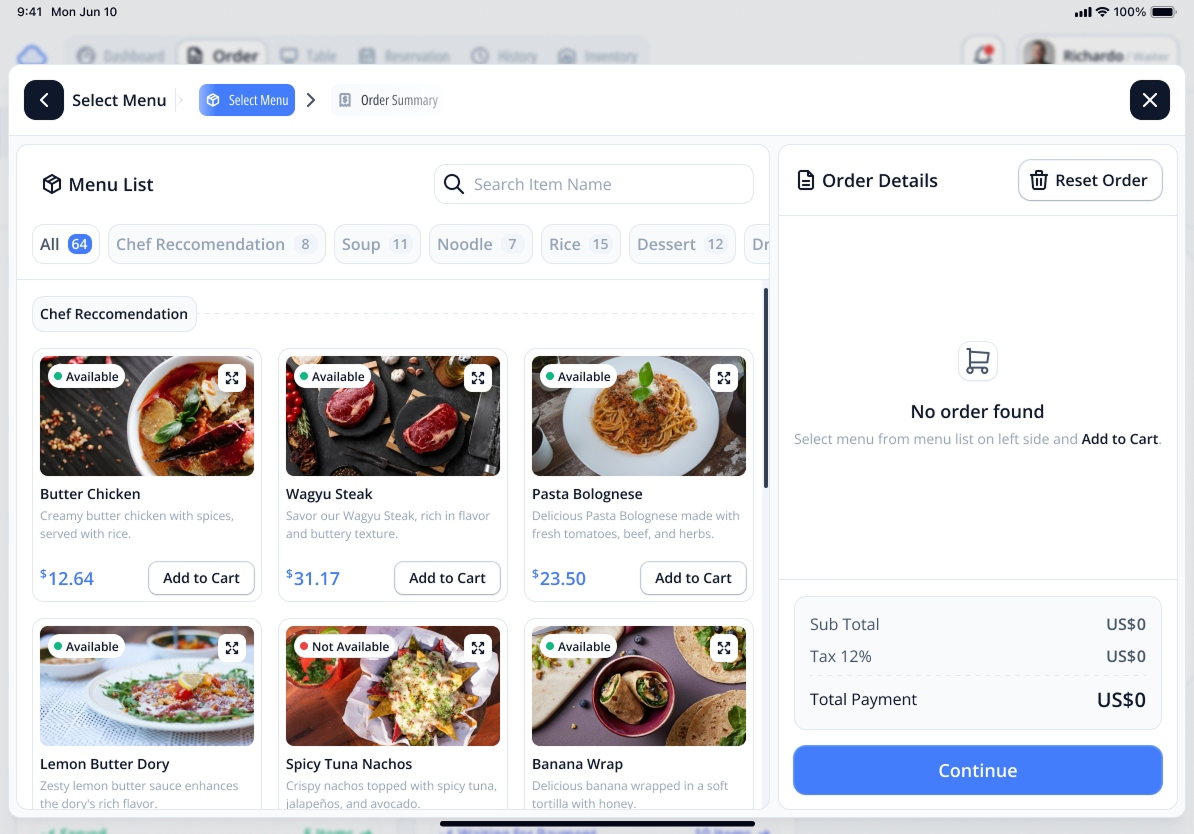 9:41 Mon Jun 10
100%
Dashboard
Order
Table
Reservation
History
Inventory
Richardo / Waiter
Select Menu
Select Menu
Order Summary
Menu List
Search Item Name
All 64
Chef Reccomendation 8
Soup 11
Noodle 7
Rice 15
Dessert 12
Dr
Chef Reccomendation
Available
Butter Chicken
Creamy butter chicken with spices,
served with rice.
$12.64
Add to Cart
Available
Wagyu Steak
Savor our Wagyu Steak, rich in flavor
and buttery texture.
$31.17
Add to Cart
Available
Pasta Bolognese
Delicious Pasta Bolognese made with
fresh tomatoes, beef, and herbs.
$23.50
Add to Cart
Available
Lemon Butter Dory
Zesty lemon butter sauce enhances
the dory's rich flavor.
Not Available
Spicy Tuna Nachos
Crispy nachos topped with spicy tuna,
jalapeños, and avocado.
Available
Banana Wrap
Delicious banana wrapped in a soft
tortilla with honey.
Order Details
Reset Order
No order found
Select menu from menu list on left side and Add to Cart.
Sub Total US$0
Tax 12% US$0
Total Payment US$0
Continue